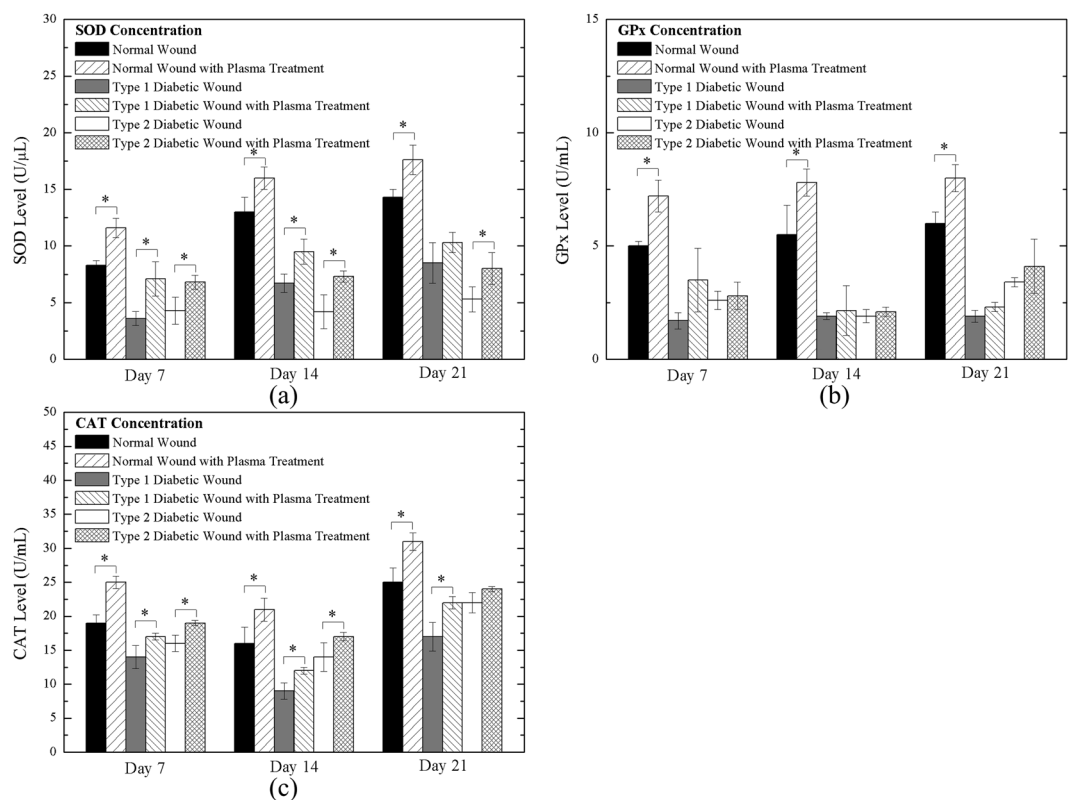 SOD Concentration
Normal Wound
Normal Wound with Plasma Treatment
Type 1 Diabetic Wound
Type 1 Diabetic Wound with Plasma Treatment
Type 2 Diabetic Wound
Type 2 Diabetic Wound with Plasma Treatment
30
25
20
15
10
5
0
SOD Level (U/μL)
* * * * * * * *
Day 7 Day 14 Day 21
(a)
GPx Concentration
Normal Wound
Normal Wound with Plasma Treatment
Type 1 Diabetic Wound
Type 1 Diabetic Wound with Plasma Treatment
Type 2 Diabetic Wound
Type 2 Diabetic Wound with Plasma Treatment
15
10
5
0
GPx Level (U/mL)
* * *
Day 7 Day 14 Day 21
(b)
CAT Concentration
Normal Wound
Normal Wound with Plasma Treatment
Type 1 Diabetic Wound
Type 1 Diabetic Wound with Plasma Treatment
Type 2 Diabetic Wound
Type 2 Diabetic Wound with Plasma Treatment
50
45
40
35
30
25
20
15
10
5
0
CAT Level (U/mL)
* * * * * * * *
Day 7 Day 14 Day 21
(c)